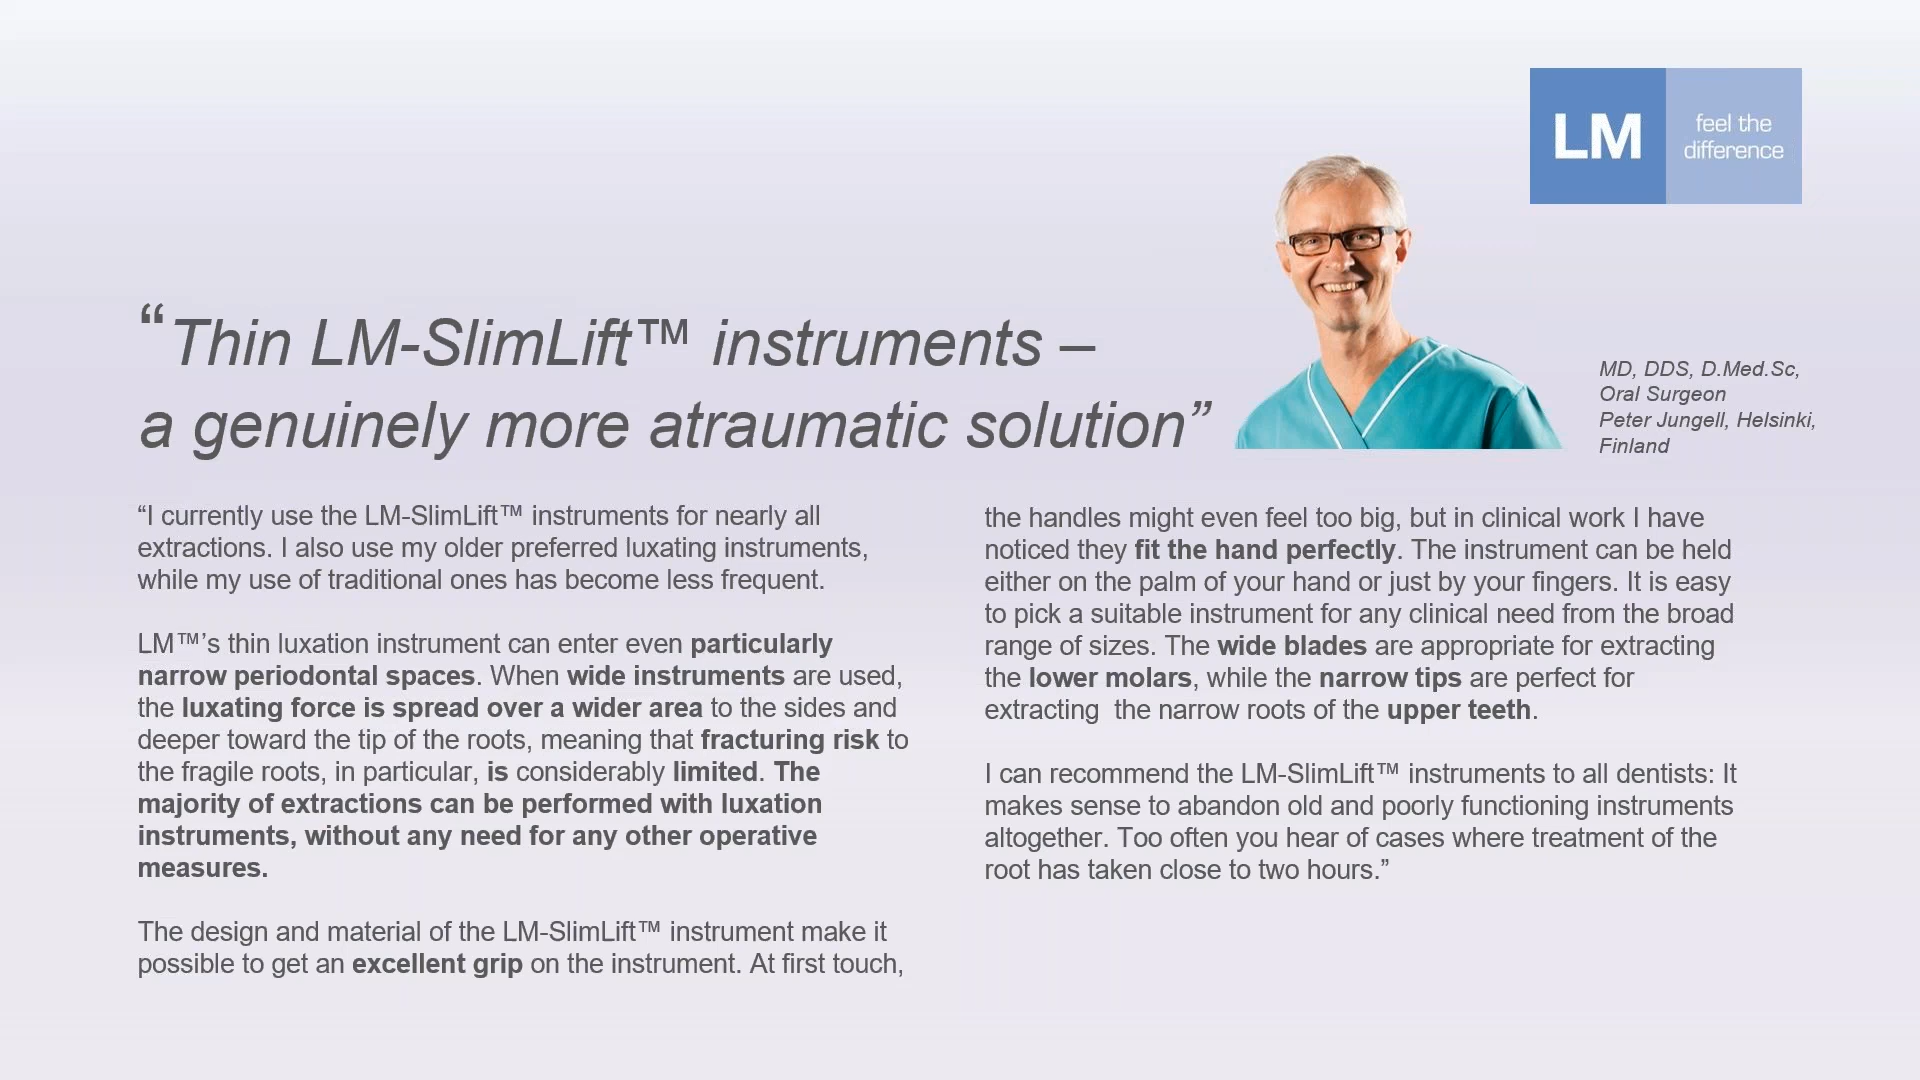 LM
feel the
difference
“Thin LM-SlimLift™ instruments –
a genuinely more atraumatic solution”
MD, DDS, D.Med.Sc,
Oral Surgeon
Peter Jungell, Helsinki,
Finland
“I currently use the LM-SlimLift™ instruments for nearly all
extractions. I also use my older preferred luxating instruments,
while my use of traditional ones has become less frequent.
LM™’s thin luxation instrument can enter even particularly
narrow periodontal spaces. When wide instruments are used,
the luxating force is spread over a wider area to the sides and
deeper toward the tip of the roots, meaning that fracturing risk to
the fragile roots, in particular, is considerably limited. The
majority of extractions can be performed with luxation
instruments, without any need for any other operative
measures.
The design and material of the LM-SlimLift™ instrument make it
possible to get an excellent grip on the instrument. At first touch,
the handles might even feel too big, but in clinical work I have
noticed they fit the hand perfectly. The instrument can be held
either on the palm of your hand or just by your fingers. It is easy
to pick a suitable instrument for any clinical need from the broad
range of sizes. The wide blades are appropriate for extracting
the lower molars, while the narrow tips are perfect for
extracting  the narrow roots of the upper teeth.
I can recommend the LM-SlimLift™ instruments to all dentists: It
makes sense to abandon old and poorly functioning instruments
altogether. Too often you hear of cases where treatment of the
root has taken close to two hours.”